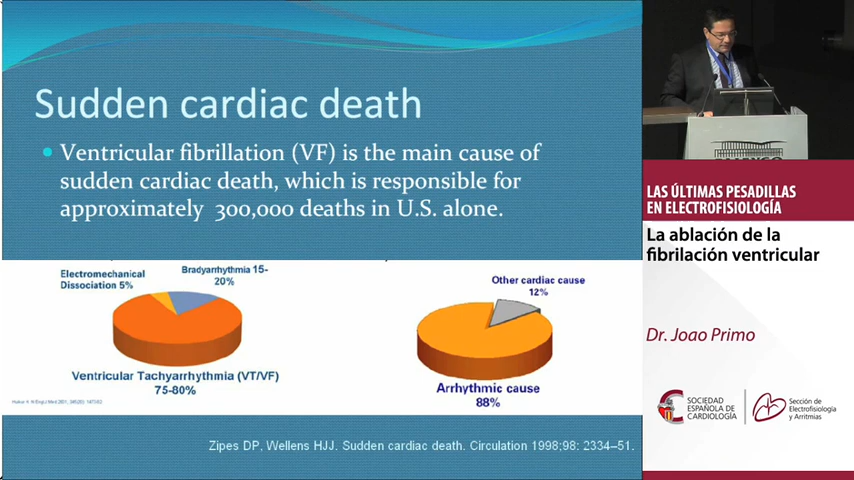 Sudden cardiac death
Ventricular fibrillation (VF) is the main cause of
sudden cardiac death, which is responsible for
approximately 300,000 deaths in U.S. alone.
Electromechanical
Dissociation 5%
Bradyarrhythmia 15-
20%
Ventricular Tachyarrhythmia (VT/VF)
75-80%
Other cardiac cause
12%
Arrhythmic cause
88%
Zipes DP, Wellens HJJ. Sudden cardiac death. Circulation 1998;98: 2334–51.
LAS ÚLTIMAS PESADILLAS
EN ELECTROFISIOLOGÍA
La ablación de la
fibrilación ventricular
Dr. Joao Primo
SOCIEDAD
ESPAÑOLA DE
CARDIOLOGÍA
Sección de
Electrofisiología
y Arritmias